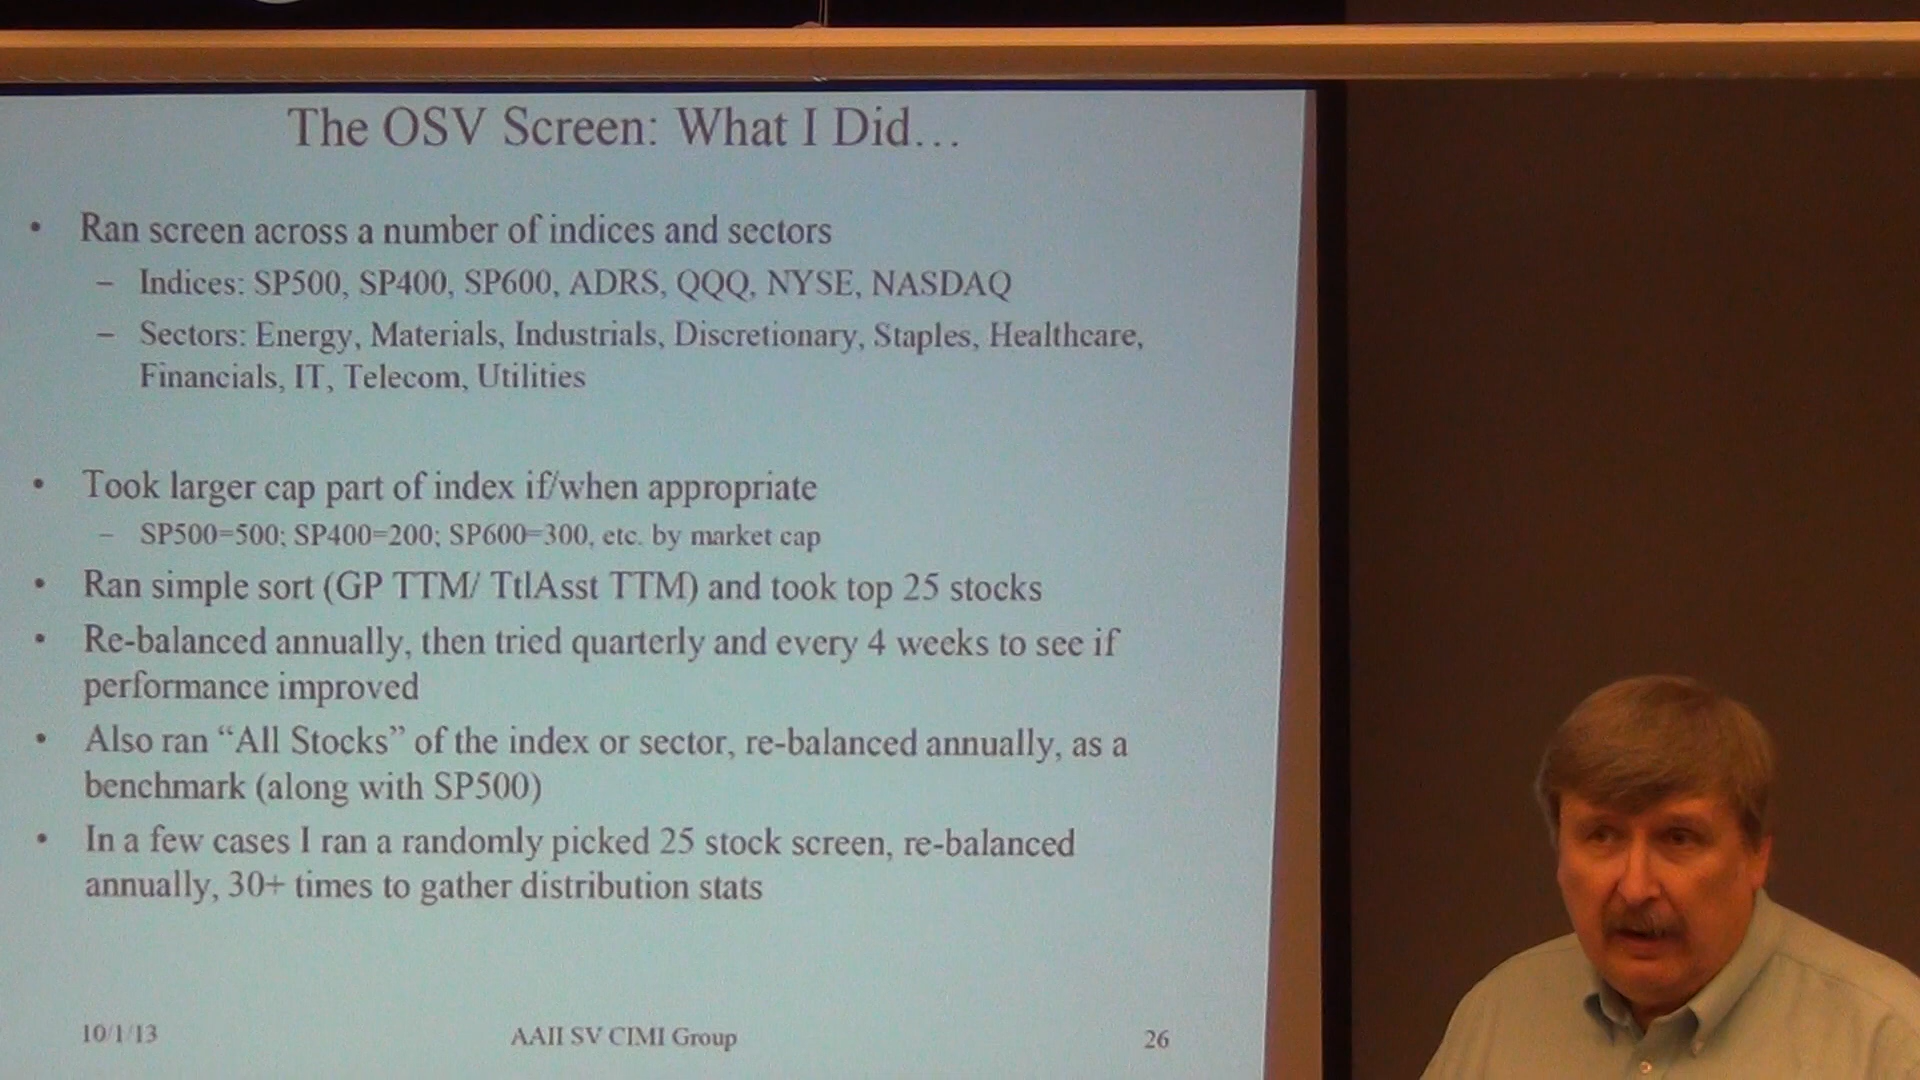 The OSV Screen: What I Did…
• Ran screen across a number of indices and sectors
– Indices: SP500, SP400, SP600, ADRS, QQQ, NYSE, NASDAQ
– Sectors: Energy, Materials, Industrials, Discretionary, Staples, Healthcare,
Financials, IT, Telecom, Utilities
• Took larger cap part of index if/when appropriate
– SP500=500; SP400=200; SP600=300, etc. by market cap
• Ran simple sort (GP TTM/ TtlAsst TTM) and took top 25 stocks
• Re-balanced annually, then tried quarterly and every 4 weeks to see if
performance improved
• Also ran “All Stocks” of the index or sector, re-balanced annually, as a
benchmark (along with SP500)
• In a few cases I ran a randomly picked 25 stock screen, re-balanced
annually, 30+ times to gather distribution stats
10/1/13 AAII SV CIMI Group 26